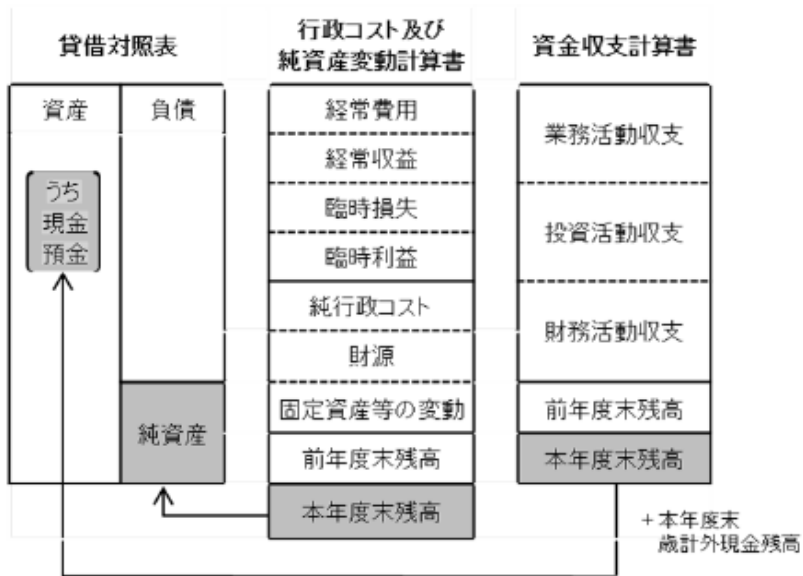 貸借対照表
資産
負債
うち
現金
預金
純資産
行政コスト及び
純資産変動計算書
経常費用
経常収益
臨時損失
臨時利益
純行政コスト
財源
固定資産等の変動
前年度末残高
本年度末残高
資金収支計算書
業務活動収支
投資活動収支
財務活動収支
前年度末残高
本年度末残高
+本年度末
歳計外現金残高